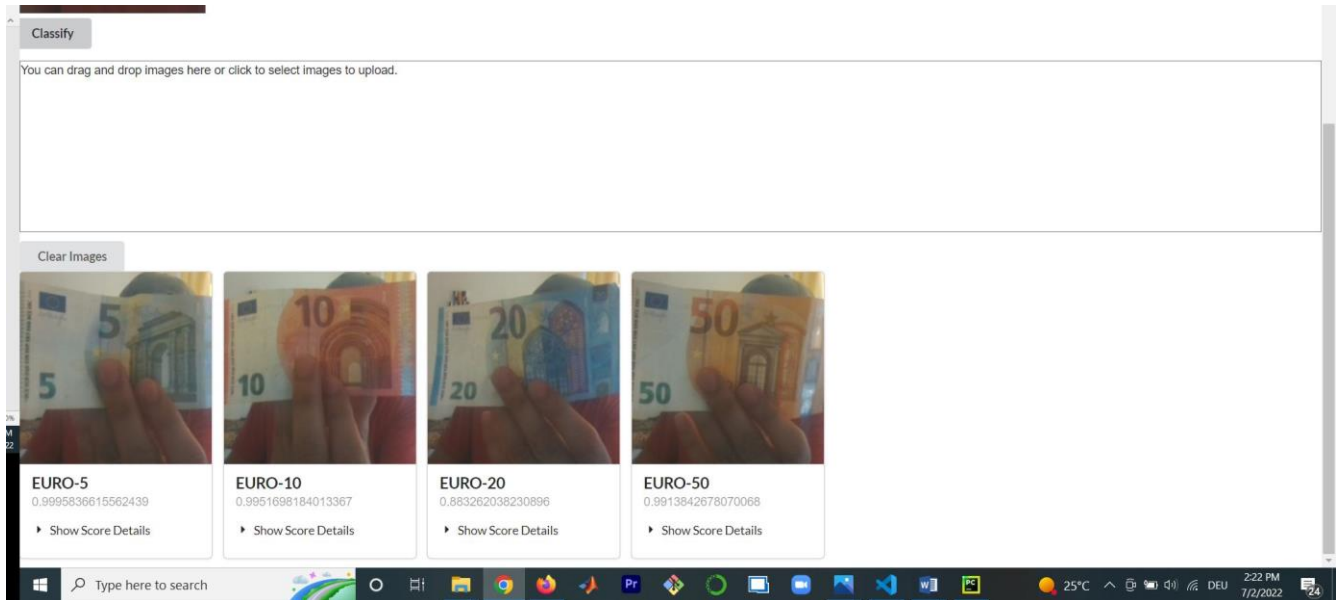 Classify
You can drag and drop images here or click to select images to upload.
Clear Images
5
5
10
10
20
20
50
50
EURO-5
0.9995836615562439
Show Score Details
EURO-10
0.9951698184013367
Show Score Details
EURO-20
0.883262038230896
Show Score Details
EURO-50
0.9913842678070068
Show Score Details
Type here to search
Pr
W
PC
25°C
DEU
2:22 PM
7/2/2022
24